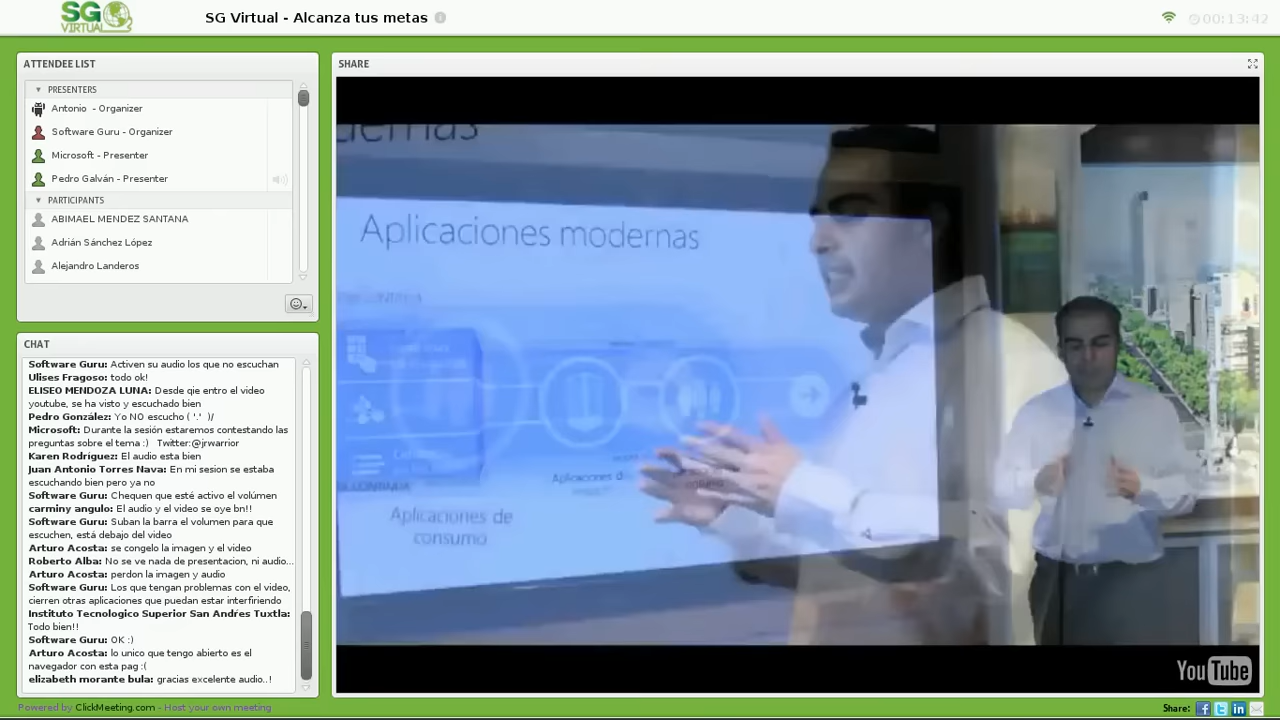 SG VIRTUAL
SG Virtual - Alcanza tus metas
00:13:42
ATTENDEE LIST
PRESENTERS
Antonio - Organizer
Software Guru - Organizer
Microsoft - Presenter
Pedro Galván - Presenter
PARTICIPANTS
ABIMAEL MENDEZ SANTANA
Adrián Sánchez López
Alejandro Landeros
CHAT
Software Guru: Activen su audio los que no escuchan
Ulises Fragoso: todo ok!
ELISEO MENDOZA LUNA: Desde qie entro el video
youtube, se ha visto y escuchado bien
Pedro González: Yo NO escucho ( '.' )/
Microsoft: Durante la sesión estaremos contestando las
preguntas sobre el tema :) Twitter:@jrwarrior
Karen Rodríguez: El audio esta bien
Juan Antonio Torres Nava: En mi sesion se estaba
escuchando bien pero ya no
Software Guru: Chequen que esté activo el volúmen
carminy angulo: El audio y el video se oye bn!!
Software Guru: Suban la barra el volumen para que
escuchen, está debajo del video
Arturo Acosta: se congelo la imagen y el video
Roberto Alba: No se ve nada de presentacion, ni audio...
Arturo Acosta: perdon la imagen y audio
Software Guru: Los que tengan problemas con el video,
cierren otras aplicaciones que puedan estar interfiriendo
Instituto Tecnologico Superior San Andŕes Tuxtla:
Todo bien!!
Software Guru: OK :)
Arturo Acosta: lo unico que tengo abierto es el
navegador con esta pag :(
elizabeth morante bula: gracias excelente audio..!
Powered by ClickMeeting.com - Host your own meeting
SHARE
Aplicaciones modernas
Aplicaciones de
consumo
YouTube
Share: